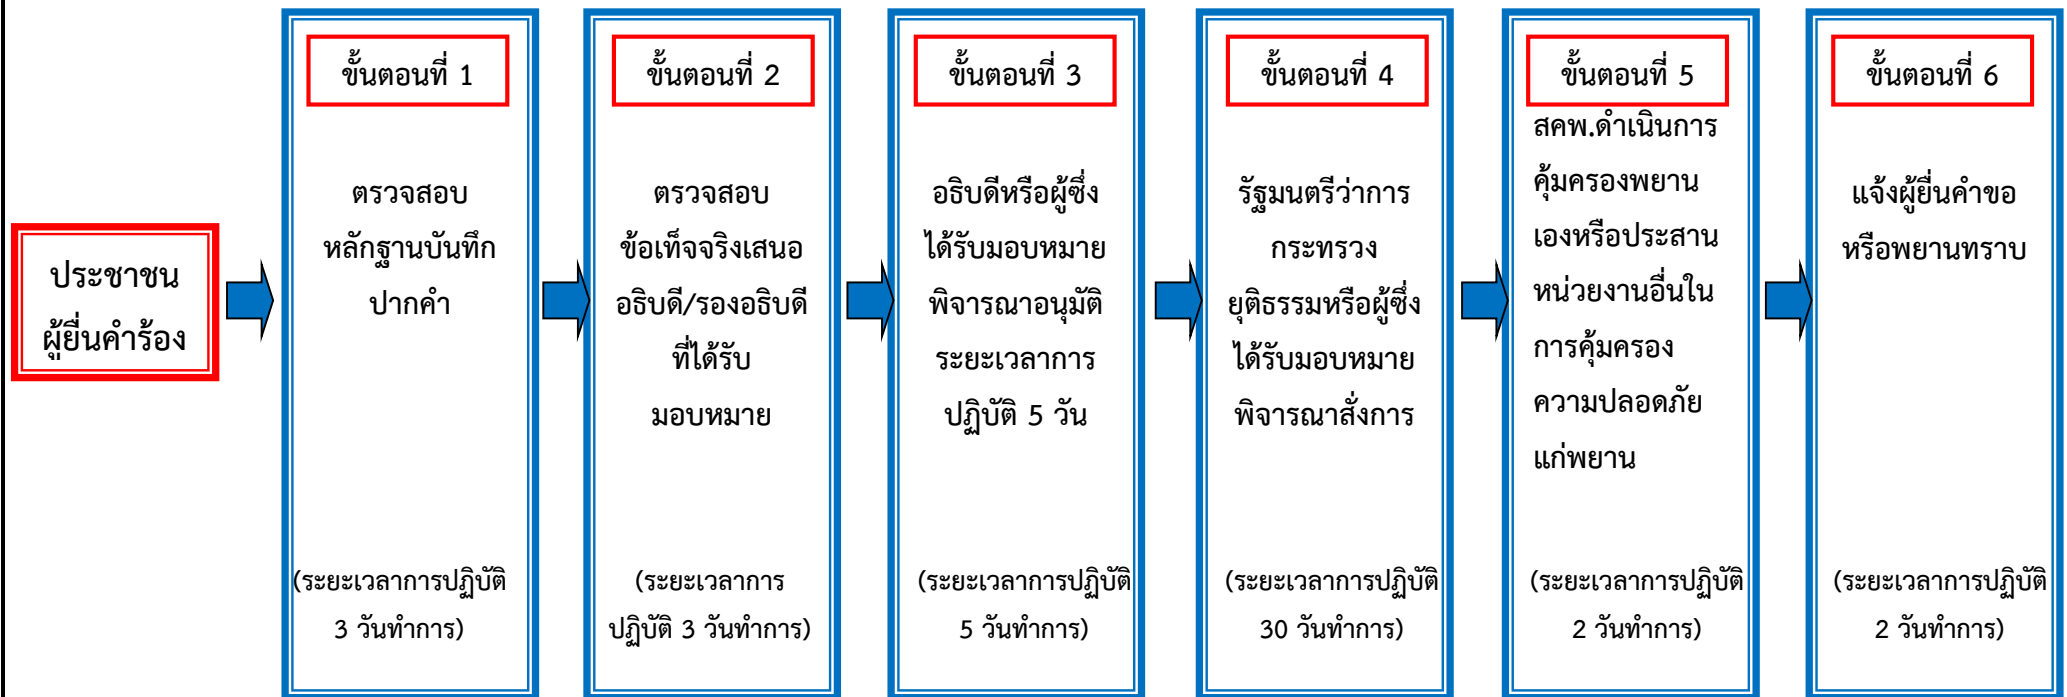 ประชาชน
ผู้ยื่นคำร้อง
ขั้นตอนที่ 1
ตรวจสอบ
หลักฐานบันทึก
ปากคำ
(ระยะเวลาการปฏิบัติ
3 วันทำการ)
ขั้นตอนที่ 2
ตรวจสอบ
ข้อเท็จจริงเสนอ
อธิบดี/รองอธิบดี
ที่ได้รับ
มอบหมาย
(ระยะเวลาการ
ปฏิบัติ 3 วันทำการ)
ขั้นตอนที่ 3
อธิบดีหรือผู้ซึ่ง
ได้รับมอบหมาย
พิจารณาอนุมัติ
ระยะเวลาการ
ปฏิบัติ 5 วัน
(ระยะเวลาการปฏิบัติ
5 วันทำการ)
ขั้นตอนที่ 4
รัฐมนตรีว่าการ
กระทรวง
ยุติธรรมหรือผู้ซึ่ง
ได้รับมอบหมาย
พิจารณาสั่งการ
(ระยะเวลาการปฏิบัติ
30 วันทำการ)
ขั้นตอนที่ 5
สคพ.ดำเนินการ
คุ้มครองพยาน
เองหรือประสาน
หน่วยงานอื่นใน
การคุ้มครอง
ความปลอดภัย
แก่พยาน
(ระยะเวลาการปฏิบัติ
2 วันทำการ)
ขั้นตอนที่ 6
แจ้งผู้ยื่นคำขอ
หรือพยานทราบ
(ระยะเวลาการปฏิบัติ
2 วันทำการ)